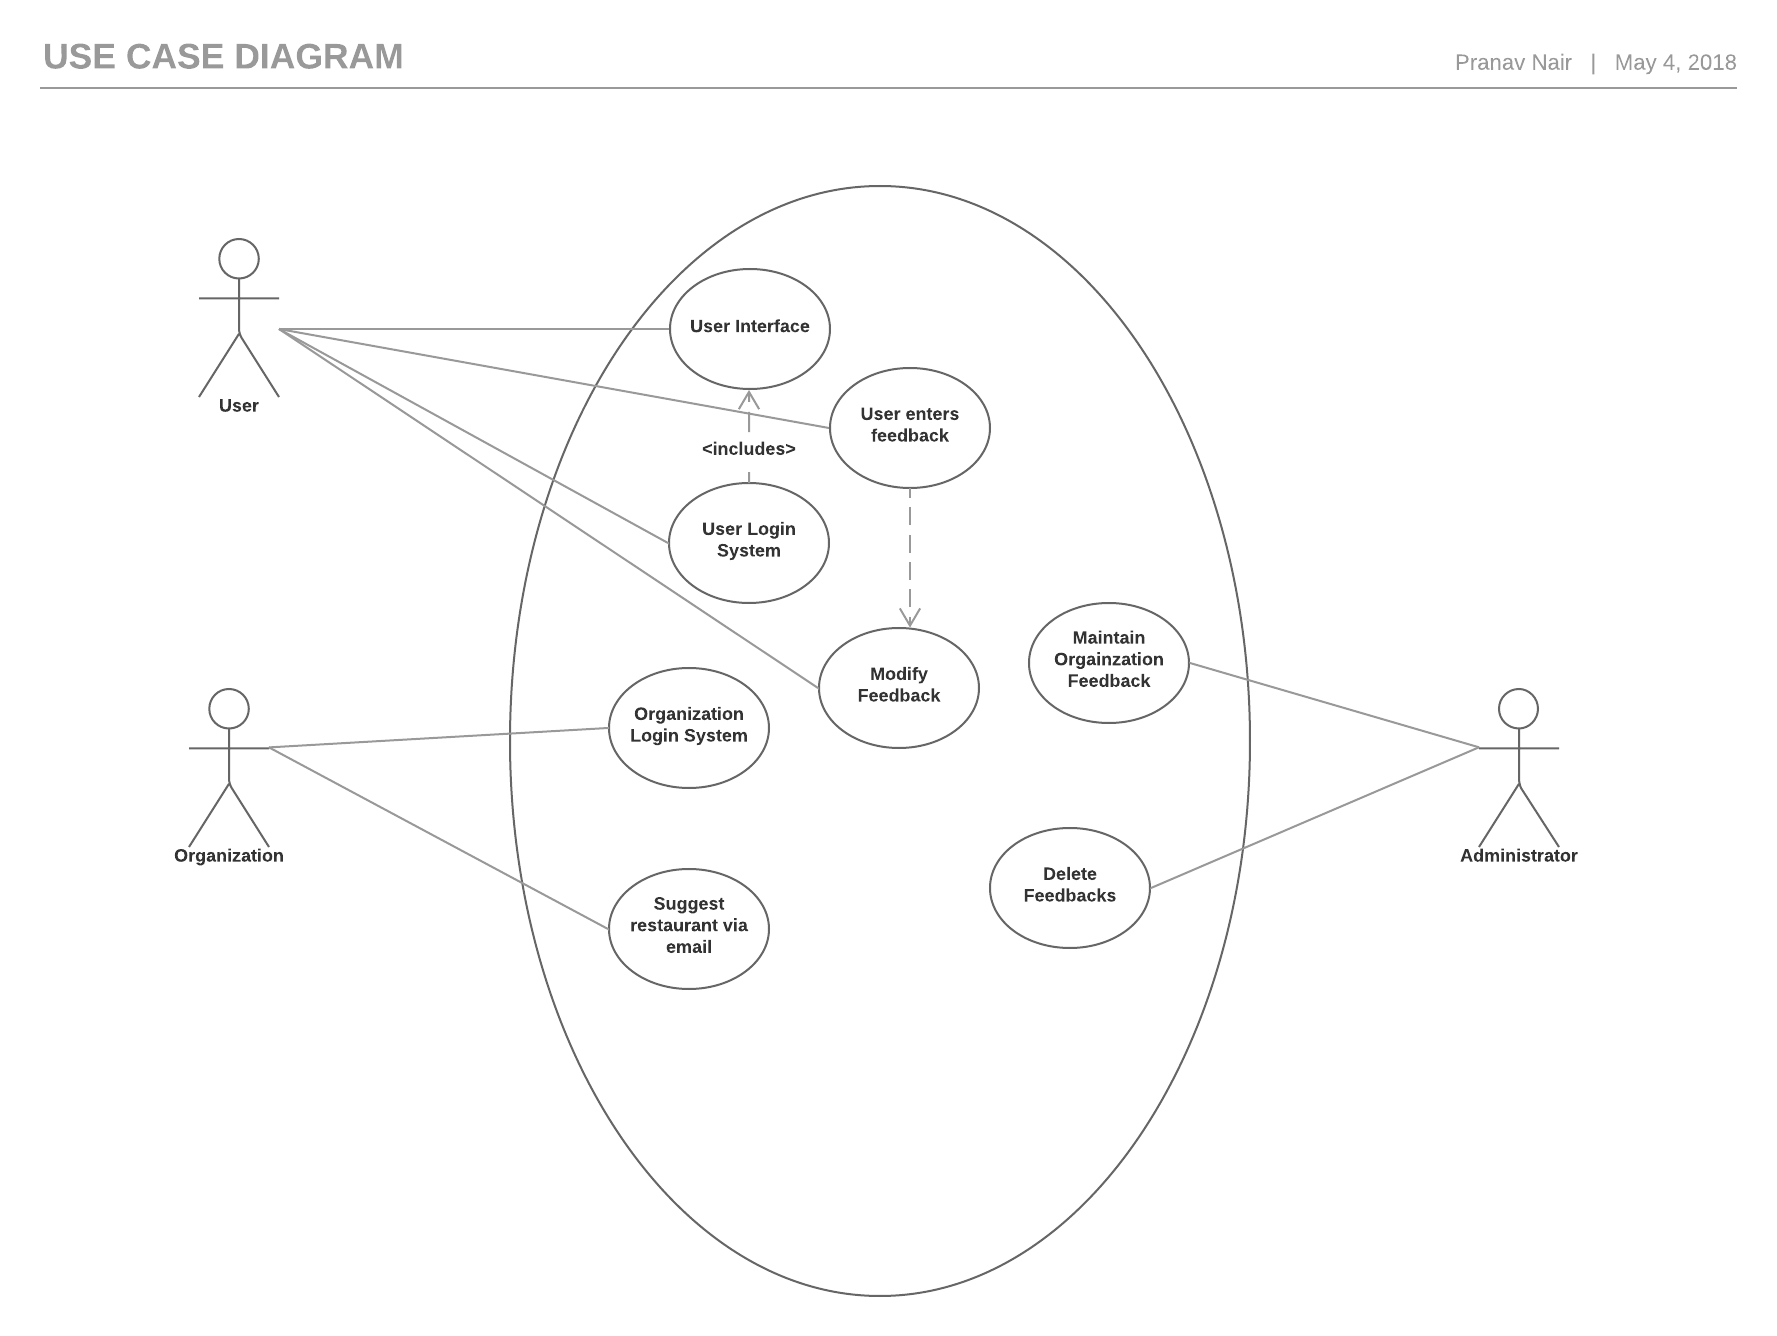 USE CASE DIAGRAM
Pranav Nair | May 4, 2018
User Interface
User
User enters
feedback
<includes>
User Login
System
Maintain
Orgainzation
Feedback
Modify
Feedback
Organization
Login System
Organization
Administrator
Delete
Feedbacks
Suggest
restaurant via
email